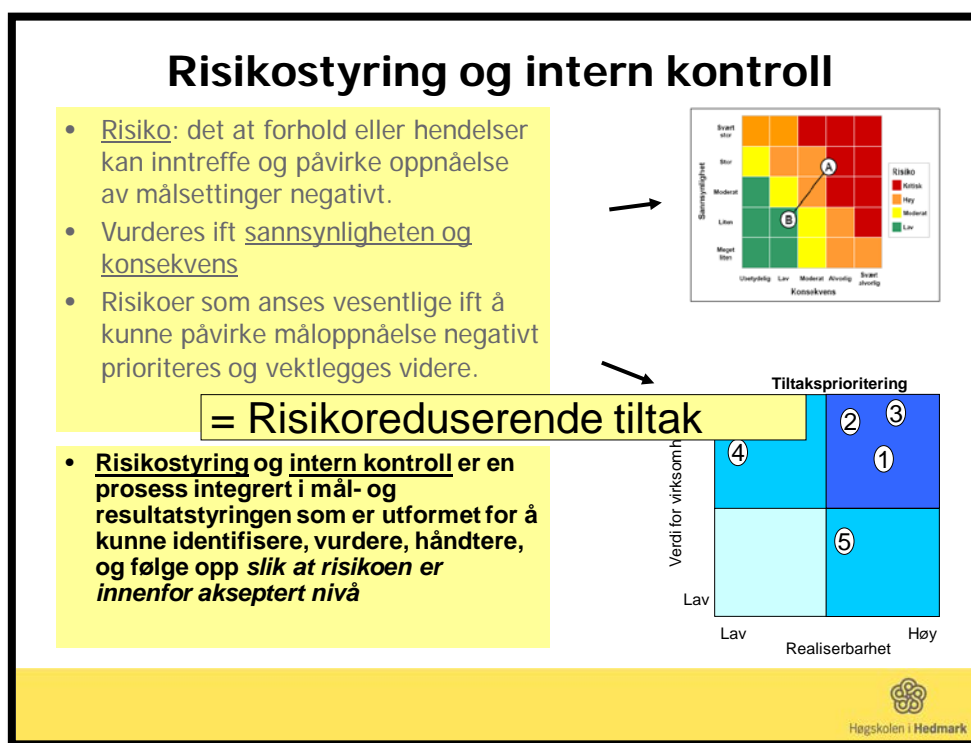 Risikostyring og intern kontroll
• Risiko: det at forhold eller hendelser
kan inntreffe og påvirke oppnåelse
av målsettinger negativt.
• Vurderes ift sannsynligheten og
konsekvens
• Risikoer som anses vesentlige ift å
kunne påvirke måloppnåelse negativt
prioriteres og vektlegges videre.
= Risikoreduserende tiltak
• Risikostyring og intern kontroll er en
prosess integrert i mål- og
resultatstyringen som er utformet for å
kunne identifisere, vurdere, håndtere,
og følge opp slik at risikoen er
innenfor akseptert nivå
Sannsynlighet
Svært
stor
Stor
Moderat
Liten
Meget
liten
A
B
Ubetydelig Lav Moderat Alvorlig Svært
alvorlig
Konsekvens
Risiko
Kritisk
Høy
Moderat
Lav
Tiltaksprioritering
Verdi for virksomh
2
3
4
1
5
Lav
Lav
Høy
Realiserbarhet
Høgskolen i Hedmark